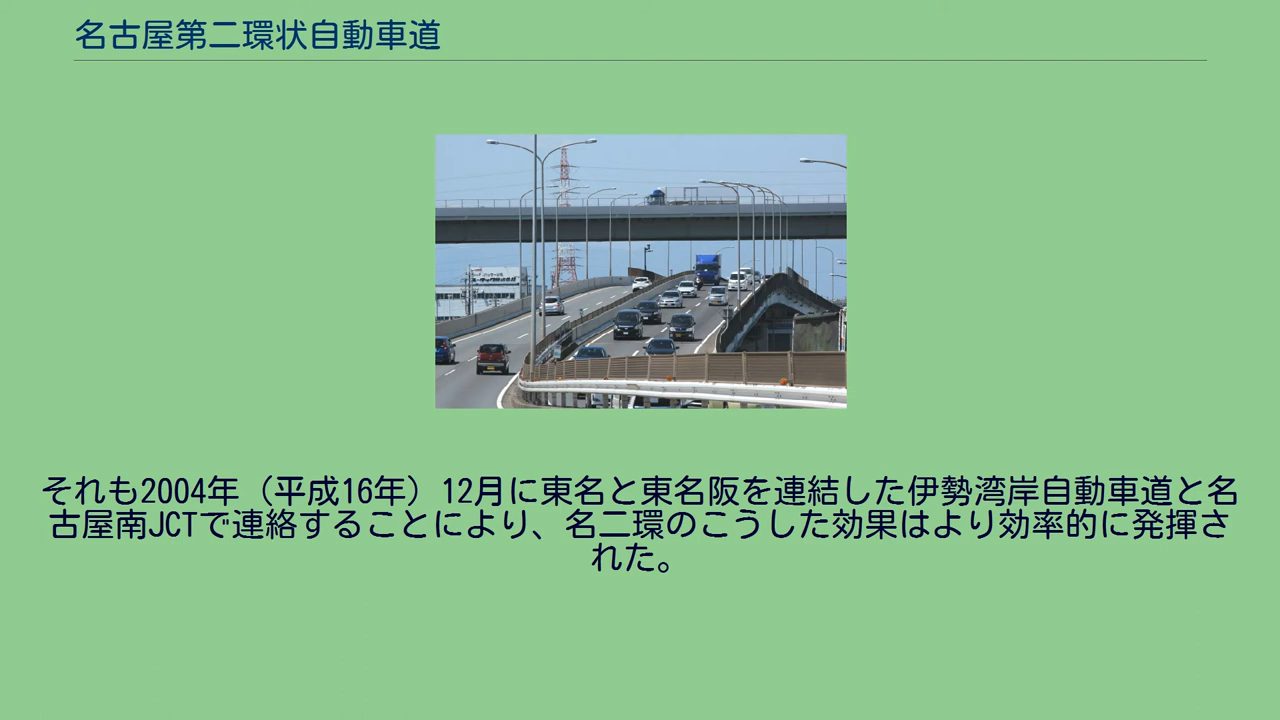 名古屋第二環状自動車道
それも2004年（平成16年）12月に東名と東名阪を連結した伊勢湾岸自動車道と名
古屋南JCTで連絡することにより、名二環のこうした効果はより効率的に発揮さ
れた。